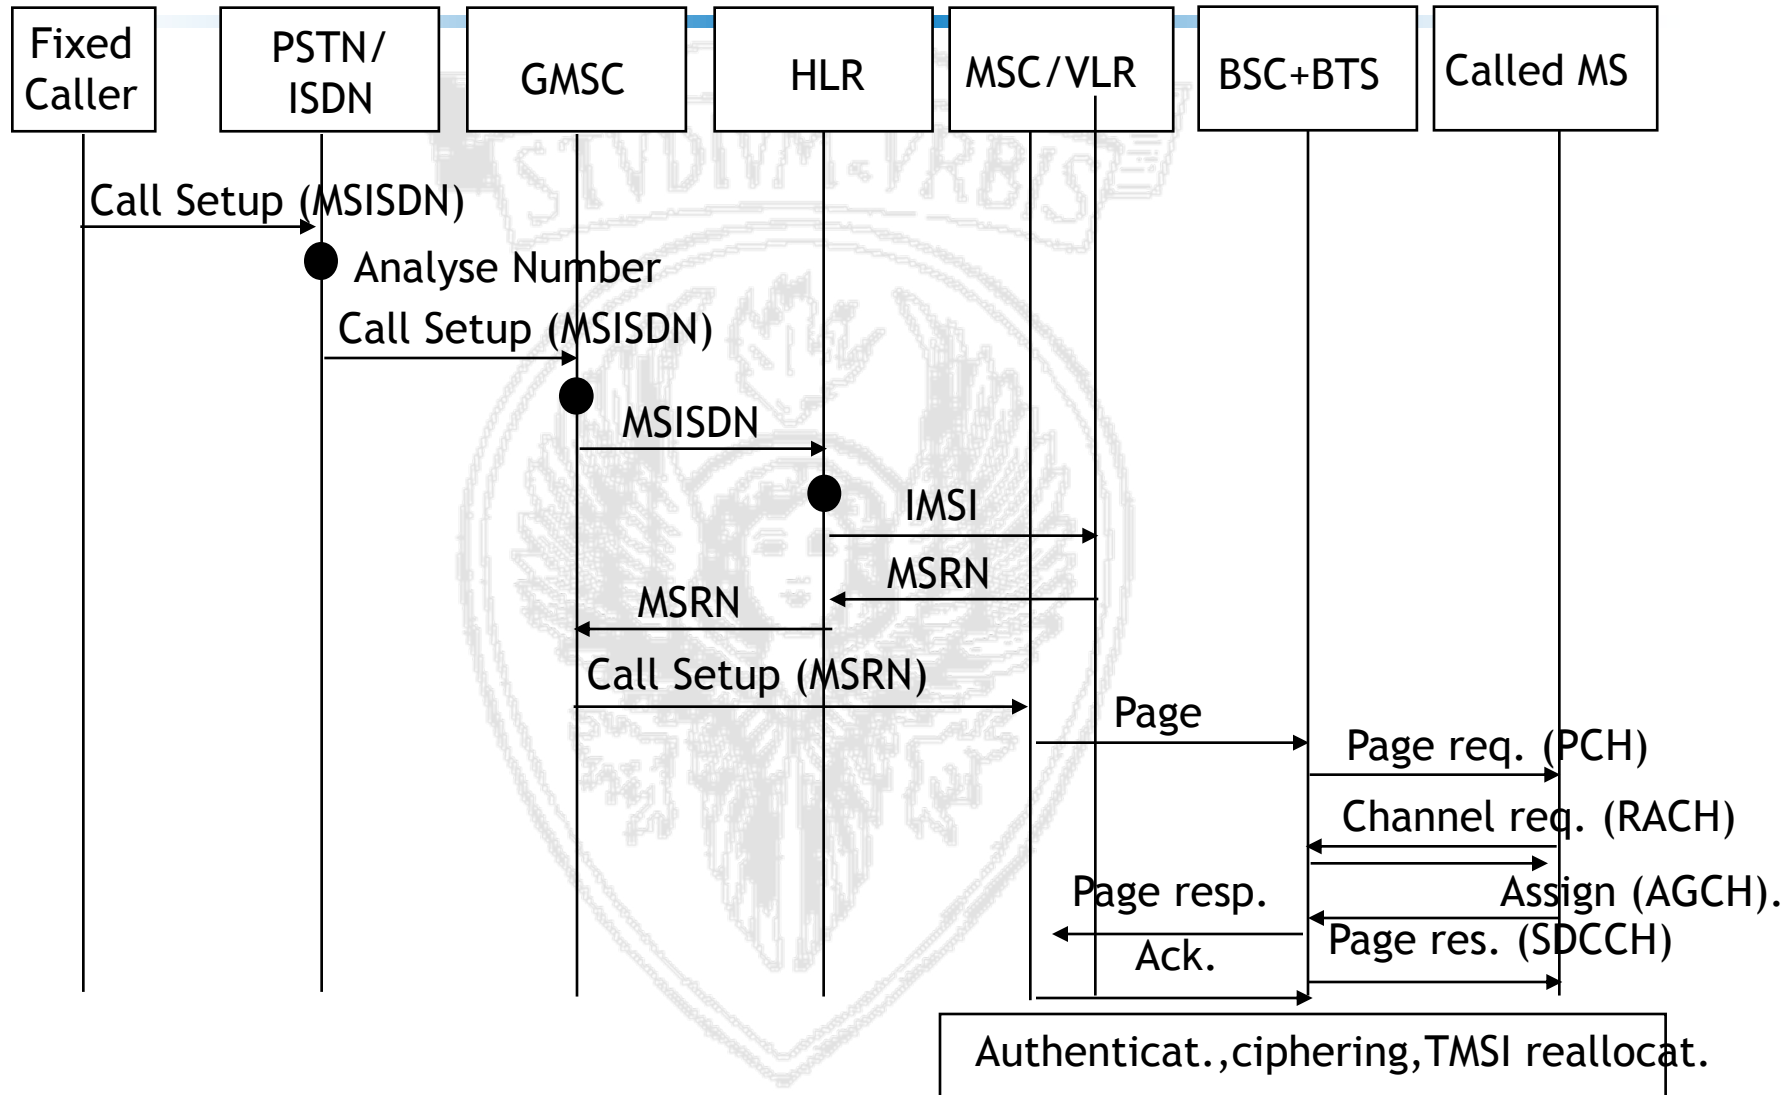 Fixed
Caller
PSTN/
ISDN
GMSC
HLR
MSC/VLR
BSC+BTS
Called MS
STVDIVM VRBIS
Call Setup (MSISDN)
Analyse Number
Call Setup (MSISDN)
MSISDN
IMSI
MSRN
MSRN
Call Setup (MSRN)
Page
Page req. (PCH)
Channel req. (RACH)
Page resp.
Assign (AGCH).
Page res. (SDCCH)
Ack.
Authenticat.,ciphering,TMSI reallocat.